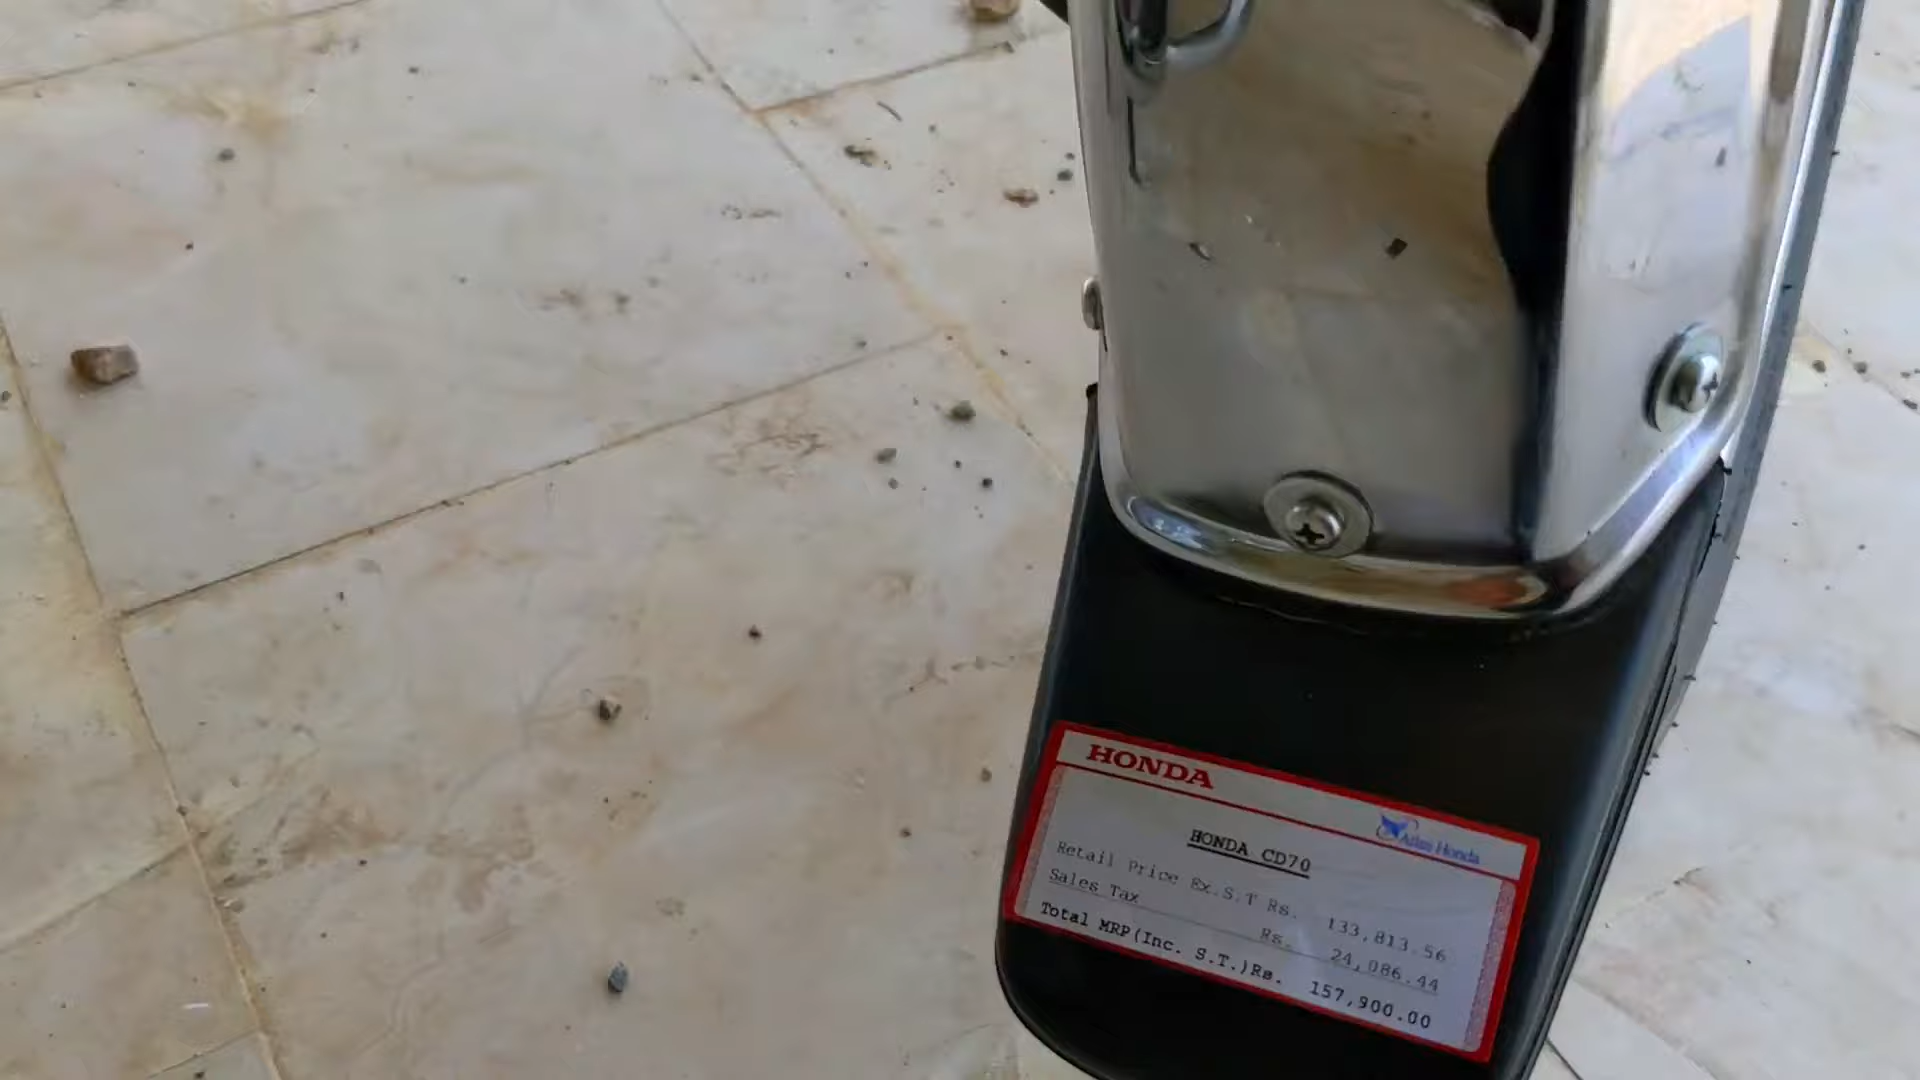 HONDA
Atlas Honda
HONDA CD70
Retail Price Ex.S.T Rs. 133,813.56
Sales Tax Rs. 24,086.44
Total MRP(Inc. S.T.)Rs. 157,900.00